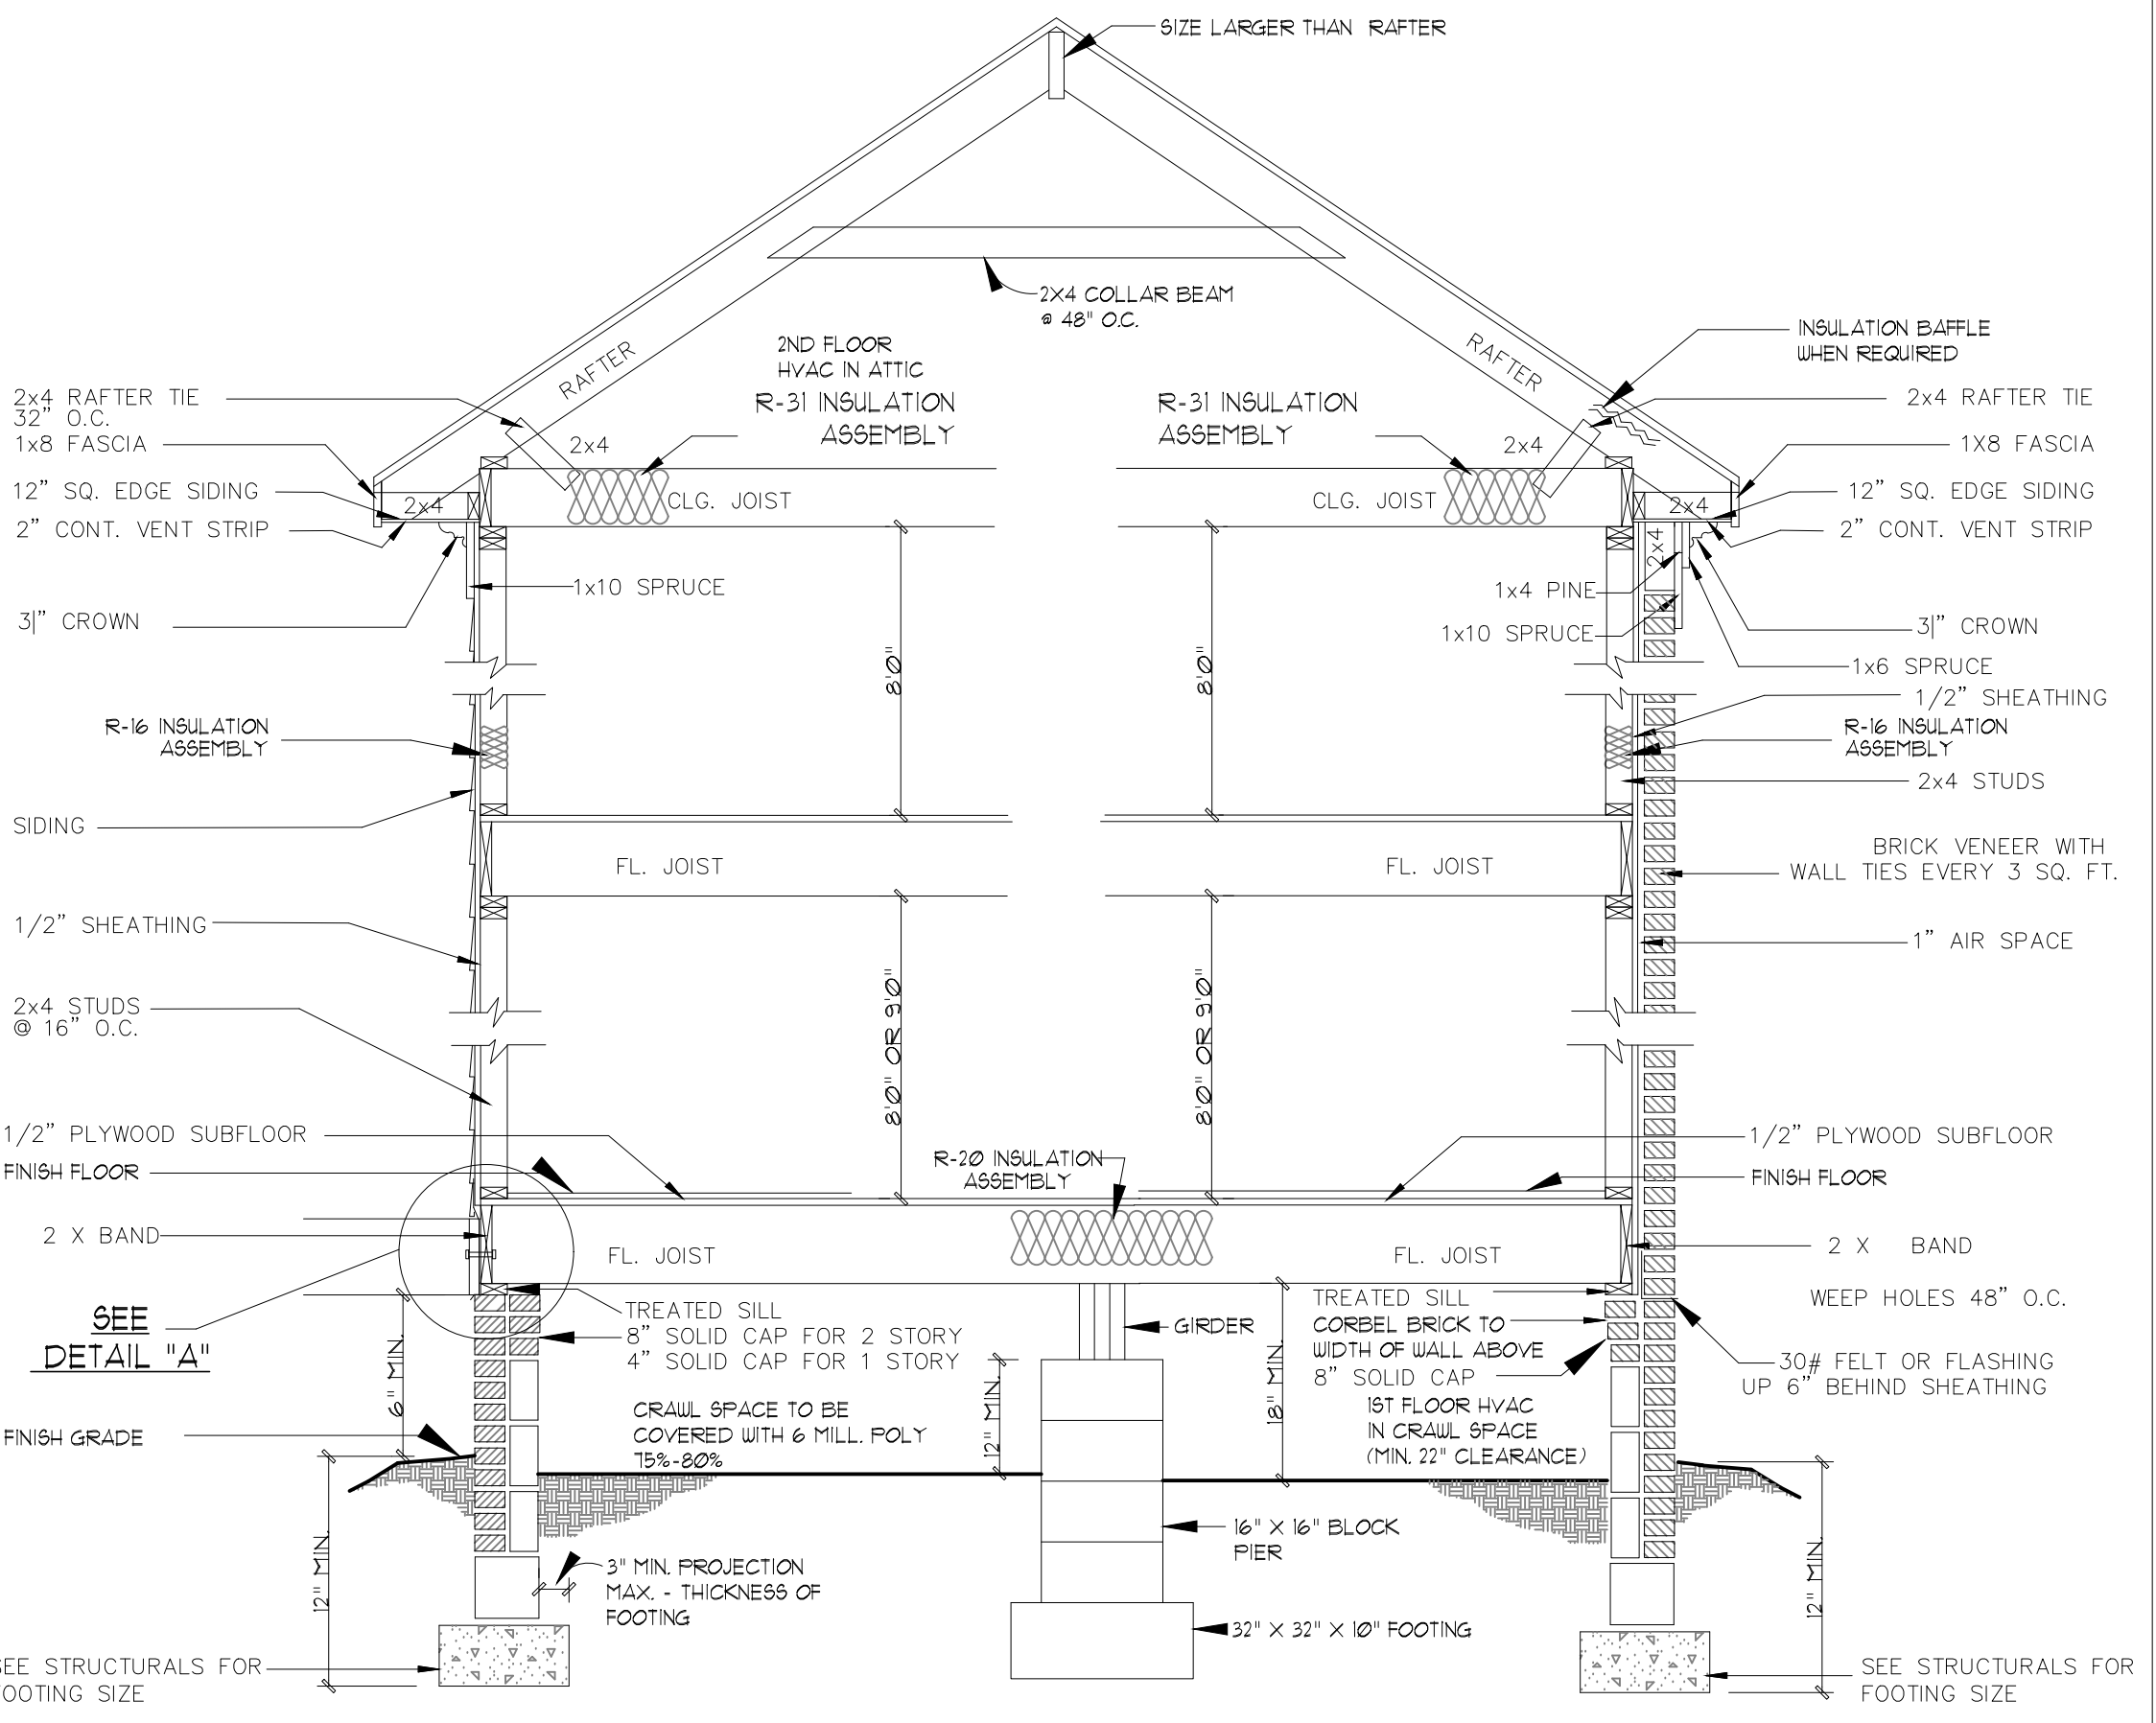 SIZE LARGER THAN RAFTER
2X4 COLLAR BEAM
@ 48" O.C.
2ND FLOOR
HVAC IN ATTIC
R-31 INSULATION
ASSEMBLY
R-31 INSULATION
ASSEMBLY
RAFTER
RAFTER
INSULATION BAFFLE
WHEN REQUIRED
2x4 RAFTER TIE
32” O.C.
1x8 FASCIA
12” SQ. EDGE SIDING
2” CONT. VENT STRIP
3|” CROWN
2x4
2x4
CLG. JOIST
1x10 SPRUCE
2x4
CLG. JOIST
2x4
2x4
2x4 RAFTER TIE
1X8 FASCIA
12” SQ. EDGE SIDING
2” CONT. VENT STRIP
1x4 PINE
1x10 SPRUCE
3|” CROWN
1x6 SPRUCE
1/2” SHEATHING
R-16 INSULATION
ASSEMBLY
2x4 STUDS
8'0"
8'0"
R-16 INSULATION
ASSEMBLY
SIDING
FL. JOIST
FL. JOIST
BRICK VENEER WITH
WALL TIES EVERY 3 SQ. FT.
1/2” SHEATHING
1” AIR SPACE
2x4 STUDS
@ 16” O.C.
8'0" OR 9'0"
8'0" OR 9'0"
1/2” PLYWOOD SUBFLOOR
FINISH FLOOR
2 X BAND
R-20 INSULATION
ASSEMBLY
1/2” PLYWOOD SUBFLOOR
FINISH FLOOR
FL. JOIST
FL. JOIST
2 X BAND
SEE
DETAIL "A"
TREATED SILL
8” SOLID CAP FOR 2 STORY
4” SOLID CAP FOR 1 STORY
GIRDER
TREATED SILL
CORBEL BRICK TO
WIDTH OF WALL ABOVE
8” SOLID CAP
WEEP HOLES 48” O.C.
30# FELT OR FLASHING
UP 6” BEHIND SHEATHING
6" MIN.
12" MIN.
18" MIN.
CRAWL SPACE TO BE
COVERED WITH 6 MILL. POLY
75%-80%
1ST FLOOR HVAC
IN CRAWL SPACE
(MIN. 22" CLEARANCE)
FINISH GRADE
12" MIN.
3" MIN. PROJECTION
MAX. - THICKNESS OF
FOOTING
16" X 16" BLOCK
PIER
32" X 32" X 10" FOOTING
12" MIN.
SEE STRUCTURALS FOR
FOOTING SIZE
SEE STRUCTURALS FOR
FOOTING SIZE